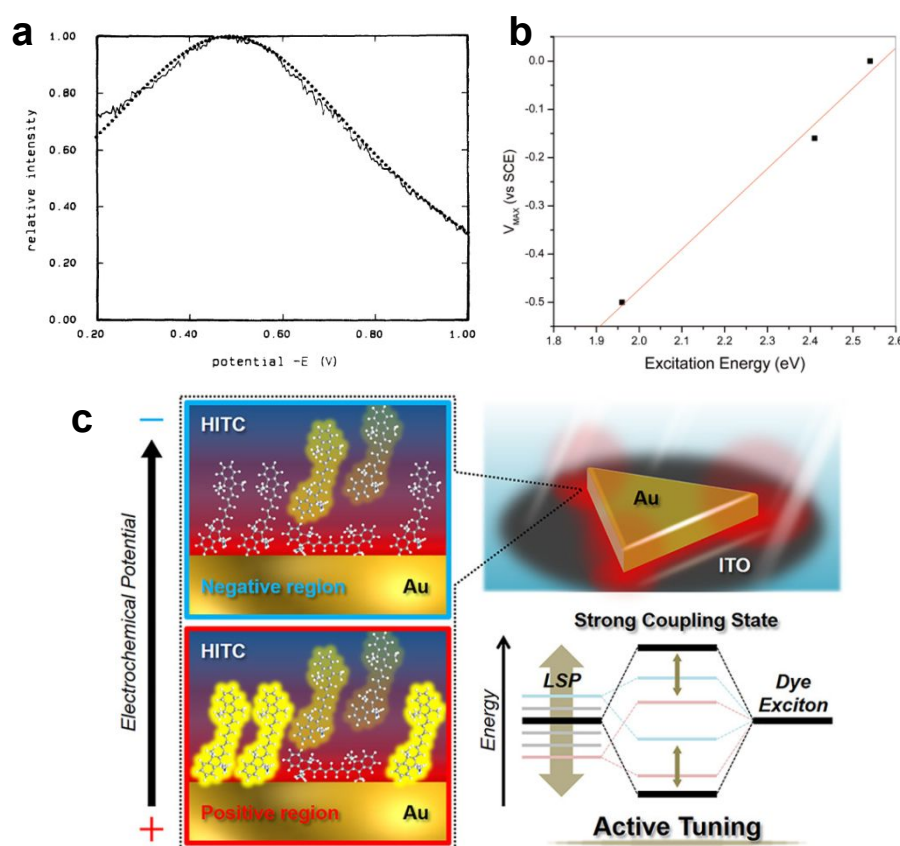 a
1.00
0.80
0.60
0.40
0.20
0.00
relative intensity
0.20 0.40 0.60 0.80 1.00
potential -E (V)
b
0.0
-0.1
-0.2
-0.3
-0.4
-0.5
V_MAX (vs SCE)
1.8 1.9 2.0 2.1 2.2 2.3 2.4 2.5 2.6
Excitation Energy (eV)
c
−
Electrochemical Potential
+
HITC
Negative region Au
HITC
Positive region Au
Au
ITO
Strong Coupling State
Energy
LSP
Dye
Exciton
Active Tuning